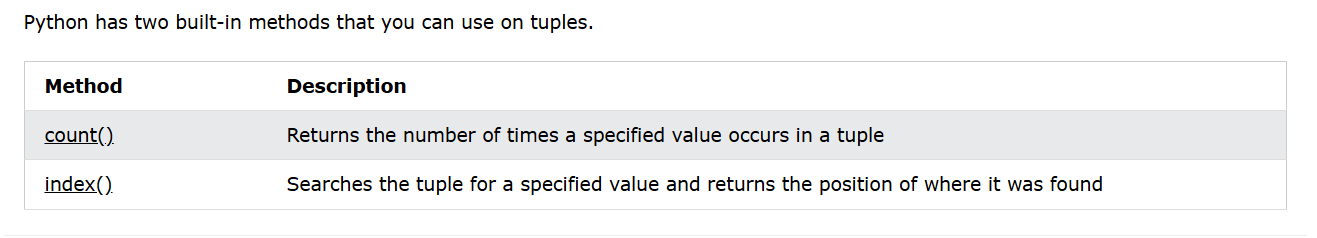 Python has two built-in methods that you can use on tuples.
Method Description
count() Returns the number of times a specified value occurs in a tuple
index() Searches the tuple for a specified value and returns the position of where it was found